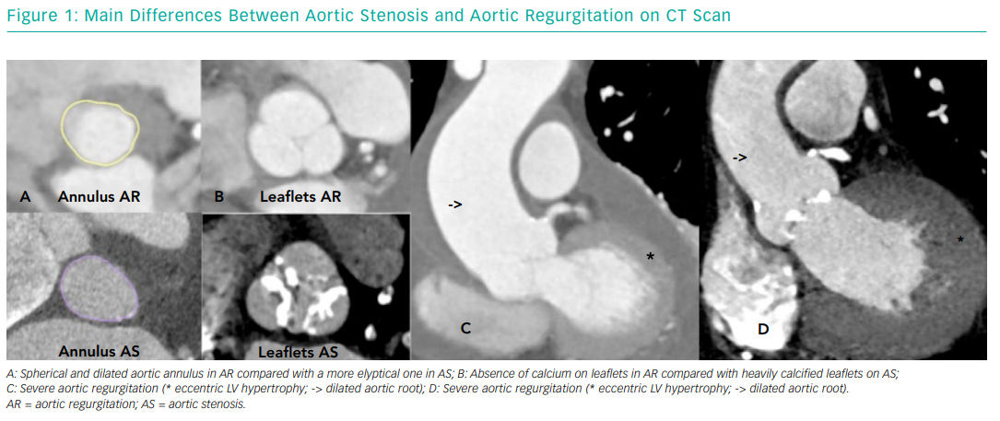 Figure 1: Main Differences Between Aortic Stenosis and Aortic Regurgitation on CT Scan
A Annulus AR
B Leaflets AR
->
*
C
->
*
D
Annulus AS
Leaflets AS
A: Spherical and dilated aortic annulus in AR compared with a more elyptical one in AS; B: Absence of calcium on leaflets in AR compared with heavily calcified leaflets on AS;
C: Severe aortic regurgitation (* eccentric LV hypertrophy; -> dilated aortic root); D: Severe aortic regurgitation (* eccentric LV hypertrophy; -> dilated aortic root).
AR = aortic regurgitation; AS = aortic stenosis.